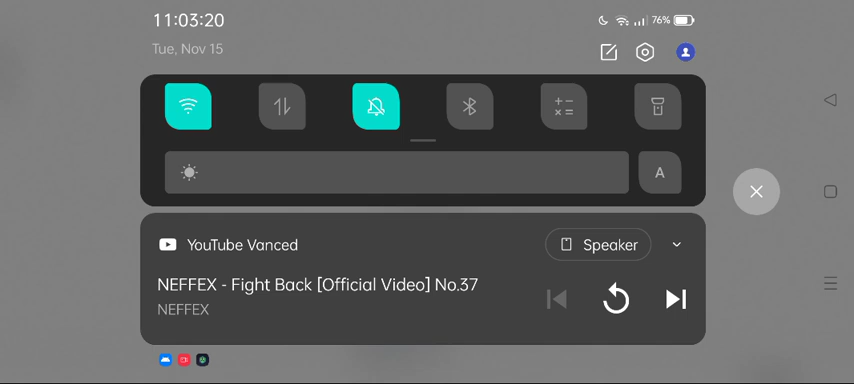 11:03:20
76%
Tue, Nov 15
A
YouTube Vanced
Speaker
NEFFEX - Fight Back [Official Video] No.37
NEFFEX